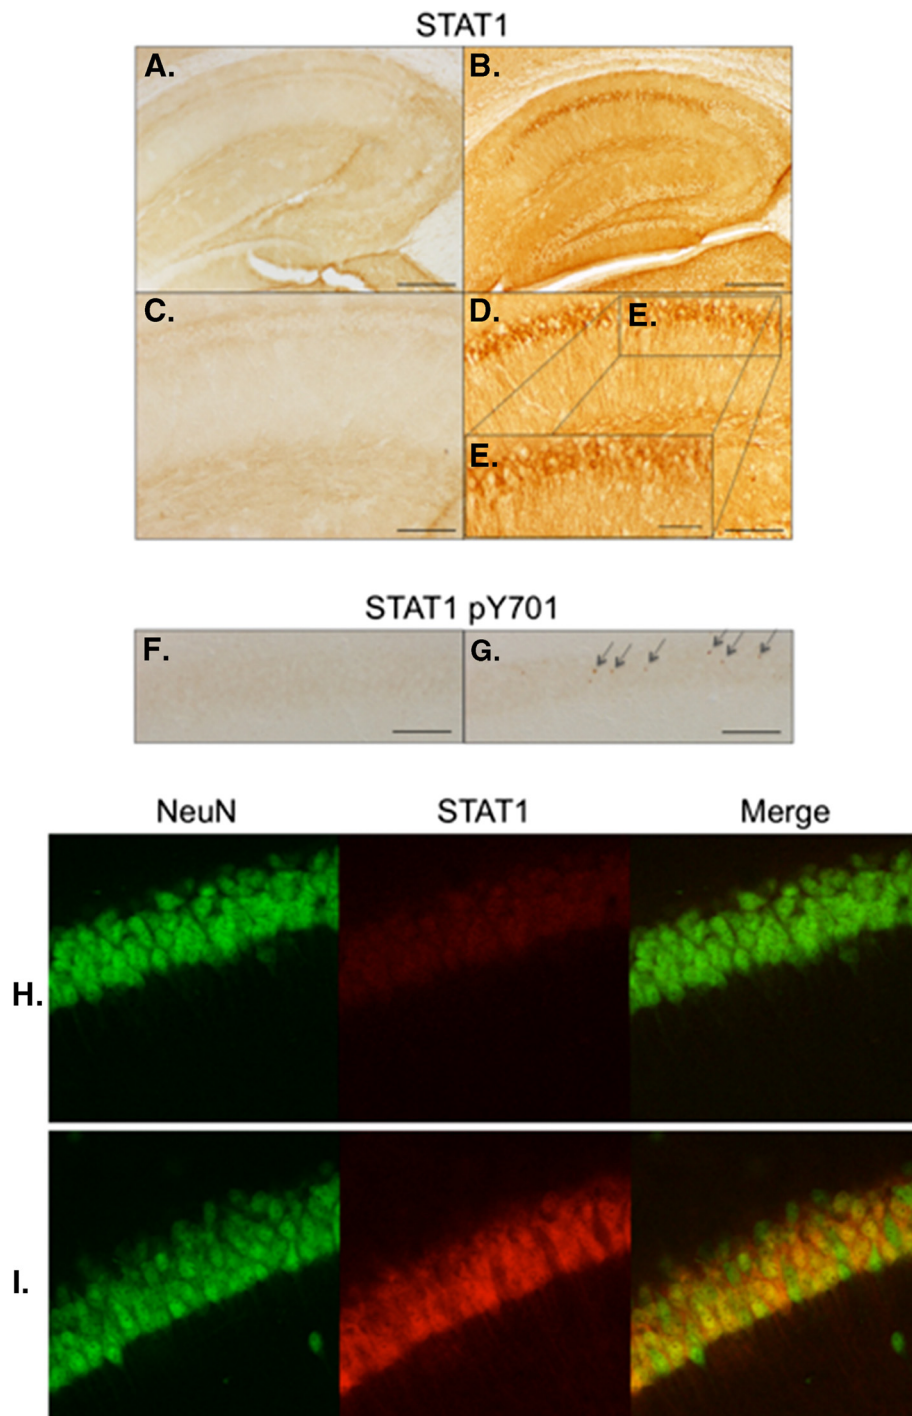 STAT1
A. B.
C. D. E.
E.
STAT1 pY701
F. G.
NeuN STAT1 Merge
H.
I.